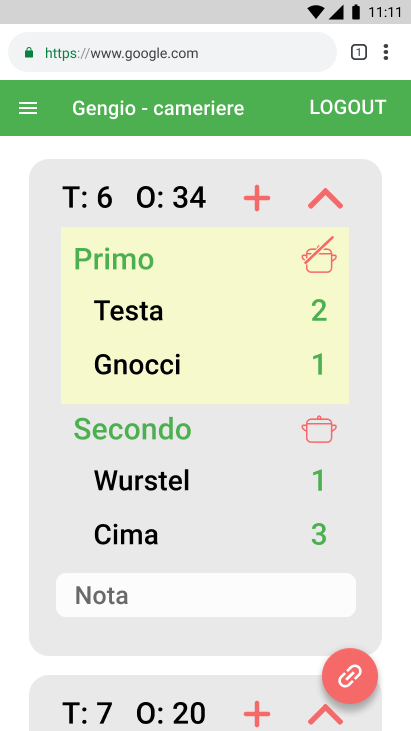 11:11
https://www.google.com 1
Gengio - cameriere LOGOUT
T: 6 O: 34
Primo
Testa 2
Gnocci 1
Secondo
Wurstel 1
Cima 3
Nota
T: 7 O: 20